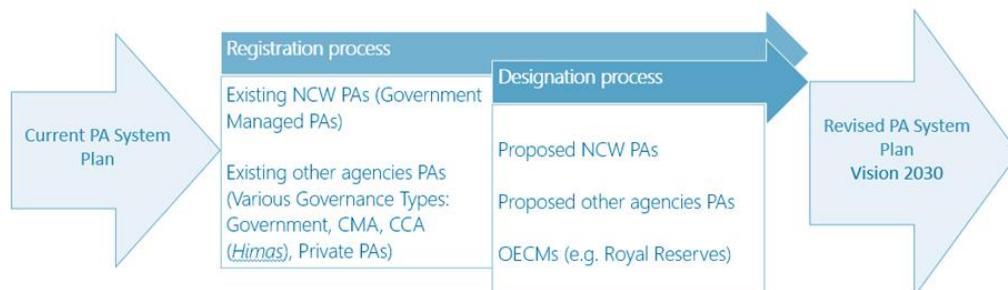 Current PA System
Plan
Registration process
Existing NCW PAs (Government
Managed PAs)
Existing other agencies PAs
(Various Governance Types:
Government, CMA, CCA
(Himas), Private PAs)
Designation process
Proposed NCW PAs
Proposed other agencies PAs
OECMs (e.g. Royal Reserves)
Revised PA System
Plan
Vision 2030